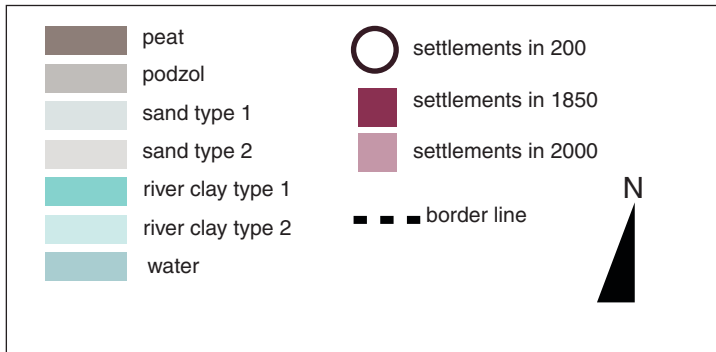 peat
podzol
sand type 1
sand type 2
river clay type 1
river clay type 2
water
settlements in 200
settlements in 1850
settlements in 2000
border line
N